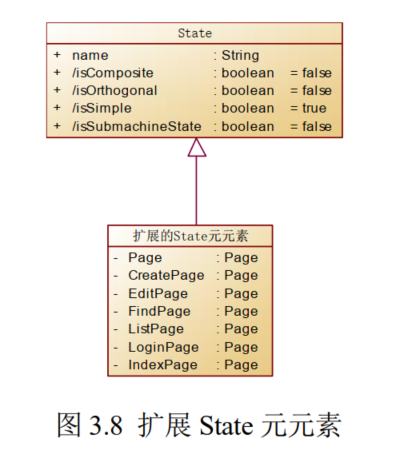 State
+ name : String
+ /isComposite : boolean = false
+ /isOrthogonal : boolean = false
+ /isSimple : boolean = true
+ /isSubmachineState : boolean = false
扩展的State元元素
- Page : Page
- CreatePage : Page
- EditPage : Page
- FindPage : Page
- ListPage : Page
- LoginPage : Page
- IndexPage : Page
图 3.8 扩展 State 元元素